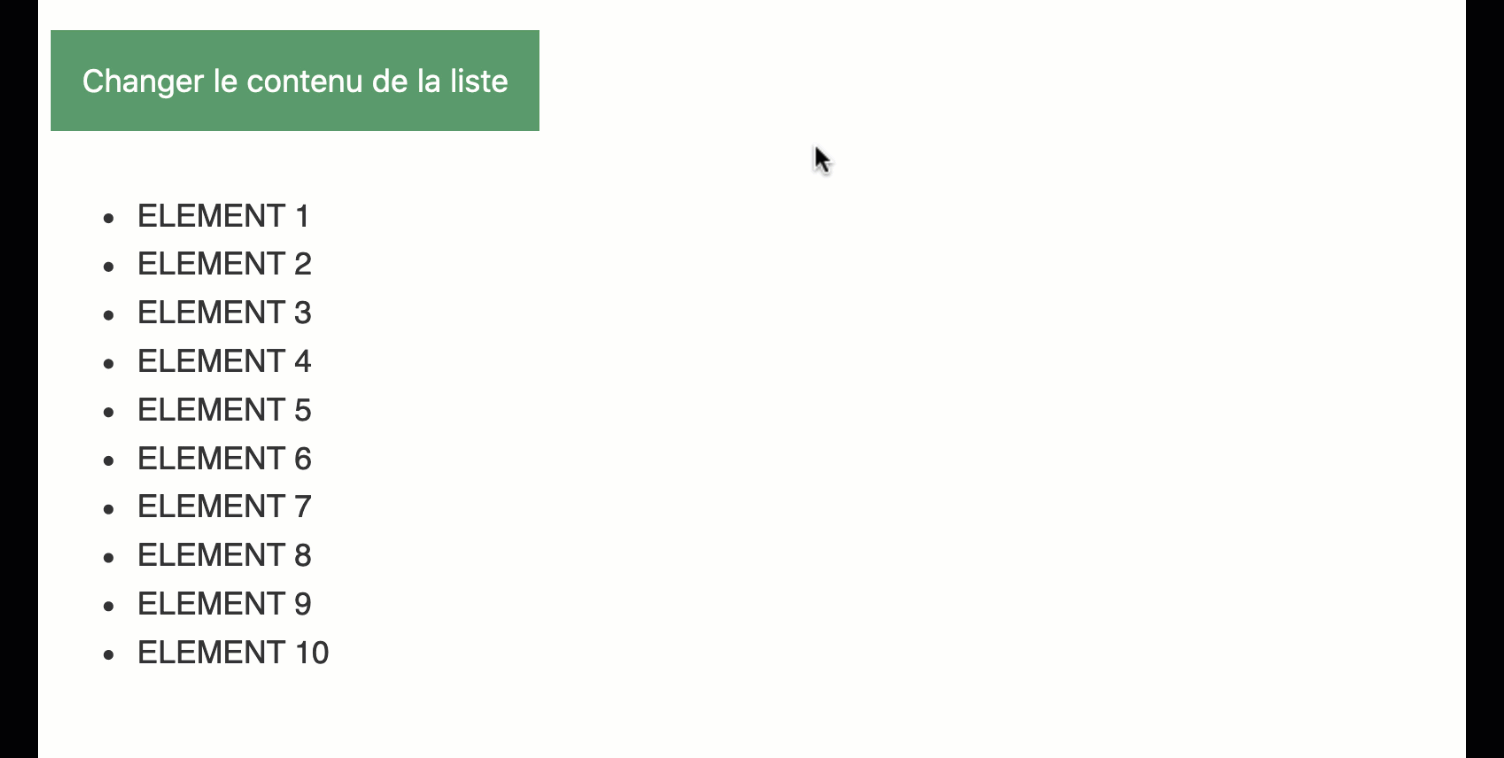 Changer le contenu de la liste
ELEMENT 1
ELEMENT 2
ELEMENT 3
ELEMENT 4
ELEMENT 5
ELEMENT 6
ELEMENT 7
ELEMENT 8
ELEMENT 9
ELEMENT 10